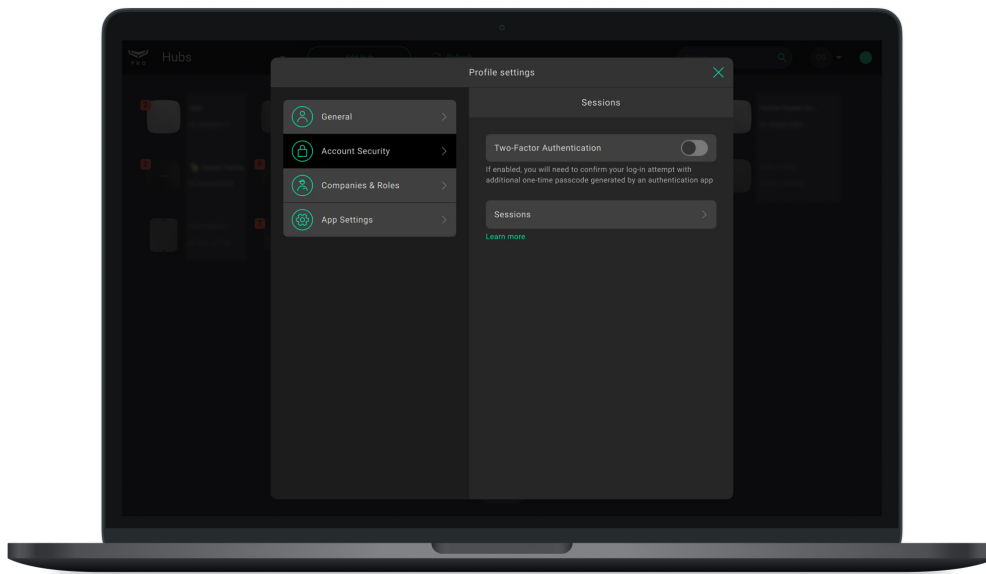 Hubs
PRO
Profile settings
General
Account Security
Companies & Roles
App Settings
Sessions
Two-Factor Authentication
If enabled, you will need to confirm your log-in attempt with
additional one-time passcode generated by an authentication app
Sessions
Learn more